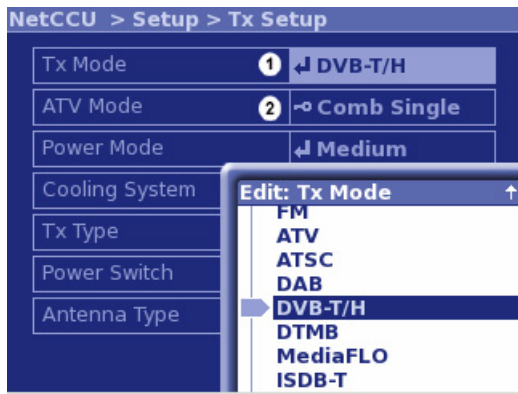 NetCCU > Setup > Tx Setup
Tx Mode 1 DVB-T/H
ATV Mode 2 Comb Single
Power Mode Medium
Cooling System
Tx Type
Power Switch
Antenna Type
Edit: Tx Mode
FM
ATV
ATSC
DAB
DVB-T/H
DTMB
MediaFLO
ISDB-T